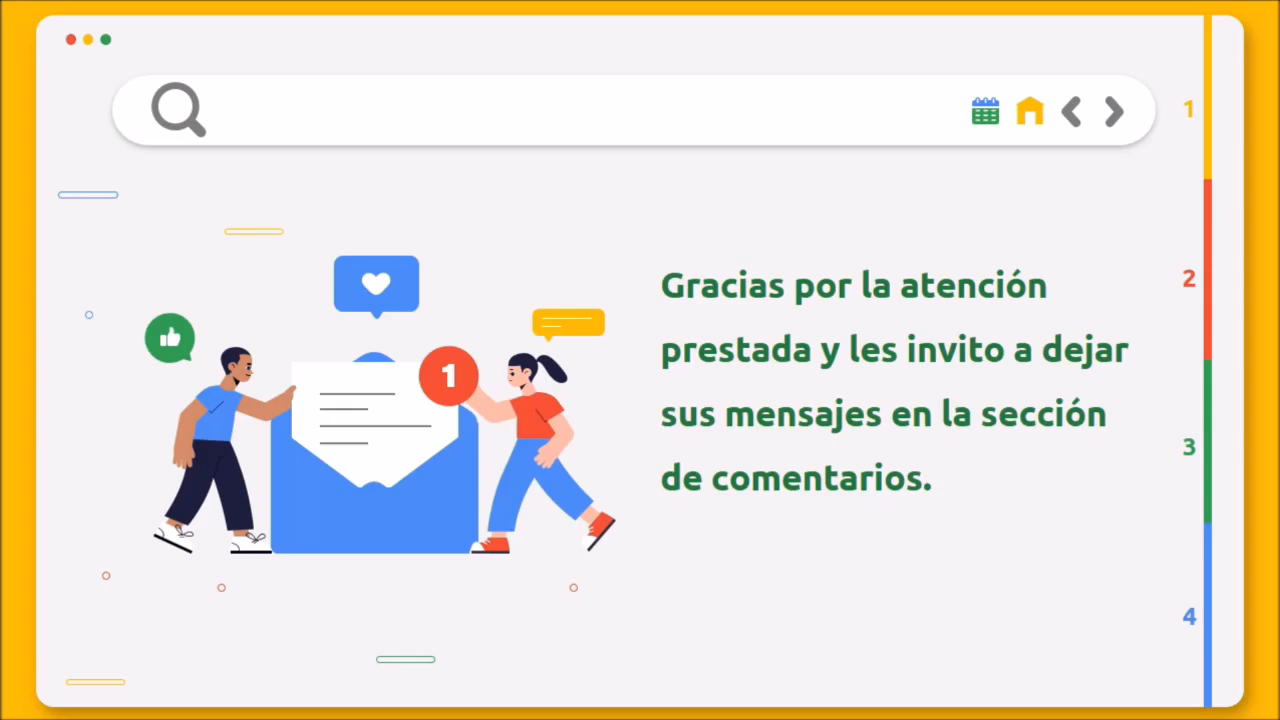 1
2
3
4
1
Gracias por la atención
prestada y les invito a dejar
sus mensajes en la sección
de comentarios.